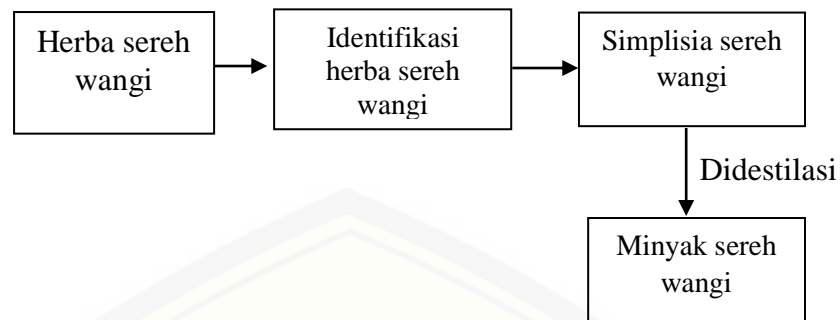 Herba sereh
wangi
Identifikasi
herba sereh
wangi
Simplisia sereh
wangi
Didestilasi
Minyak sereh
wangi